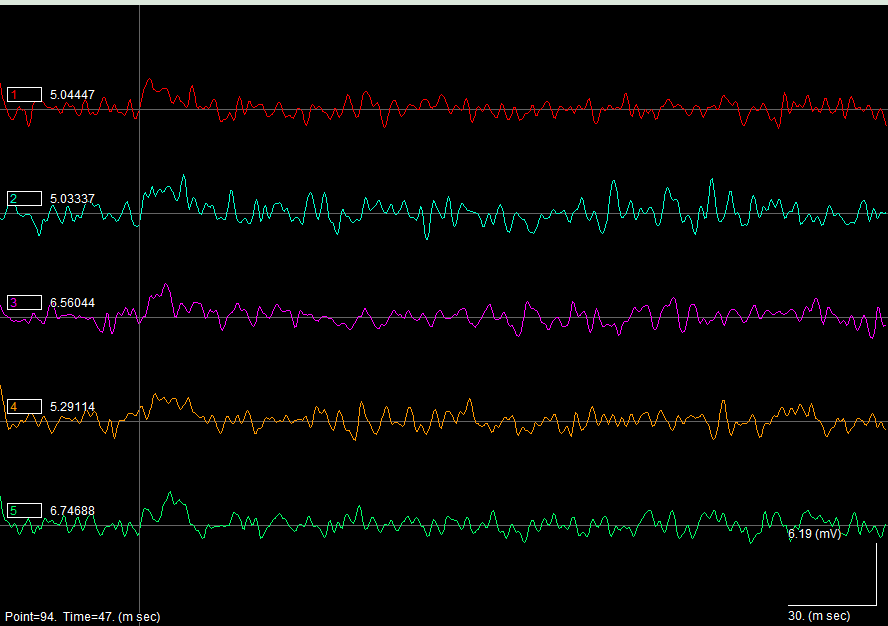 1 5.04447
2 5.03337
3 6.56044
4 5.29114
5 6.74688
6.19 (mV)
Point=94. Time=47. (m sec)
30. (m sec)